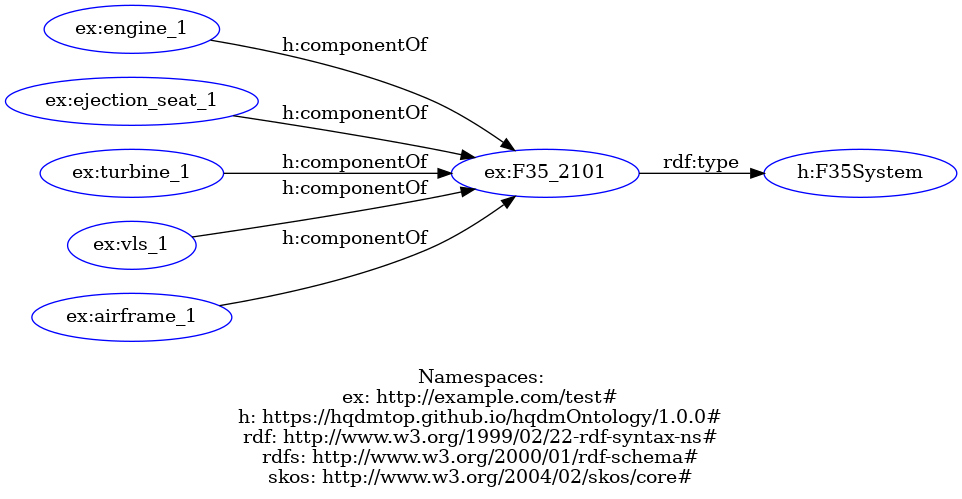 ex:engine_1
h:componentOf
ex:ejection_seat_1
h:componentOf
ex:turbine_1
h:componentOf
ex:F35_2101
rdf:type
h:F35System
h:componentOf
ex:vls_1
h:componentOf
ex:airframe_1
Namespaces:
ex: http://example.com/test#
h: https://hqdmtop.github.io/hqdmOntology/1.0.0#
rdf: http://www.w3.org/1999/02/22-rdf-syntax-ns#
rdfs: http://www.w3.org/2000/01/rdf-schema#
skos: http://www.w3.org/2004/02/skos/core#